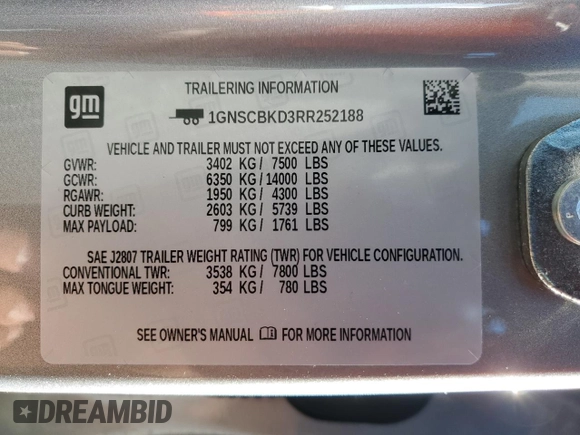 gm
TRAILERING INFORMATION
1GNSCBKD3RR252188
VEHICLE AND TRAILER MUST NOT EXCEED ANY OF THESE VALUES.
GVWR: 3402 KG / 7500 LBS
GCWR: 6350 KG / 14000 LBS
RGAWR: 1950 KG / 4300 LBS
CURB WEIGHT: 2603 KG / 5739 LBS
MAX PAYLOAD: 799 KG / 1761 LBS
SAE J2807 TRAILER WEIGHT RATING (TWR) FOR VEHICLE CONFIGURATION.
CONVENTIONAL TWR: 3538 KG / 7800 LBS
MAX TONGUE WEIGHT: 354 KG / 780 LBS
SEE OWNER'S MANUAL FOR MORE INFORMATION
DREAMBID